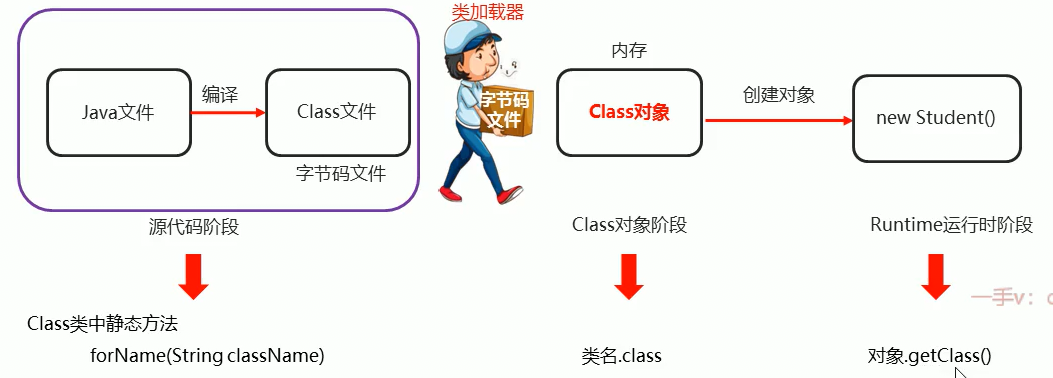 类加载器
内存
Java文件
编译
Class文件
字节码
文件
Class对象
创建对象
new Student()
字节码文件
源代码阶段
Class对象阶段
Runtime运行时阶段
一手v:
Class类中静态方法
forName(String className)
类名.class
对象.getClass()